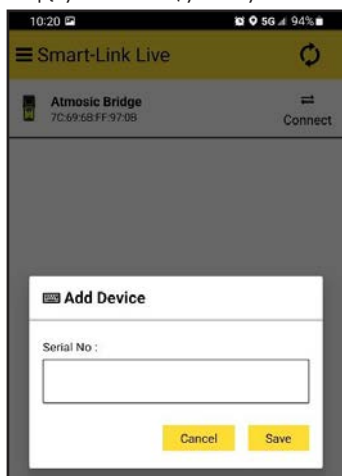 10:20 5G 94%
Smart-Link Live
Atmosic Bridge
7C:69:6B:FF:97:0B
Connect
Add Device
Serial No :
Cancel Save